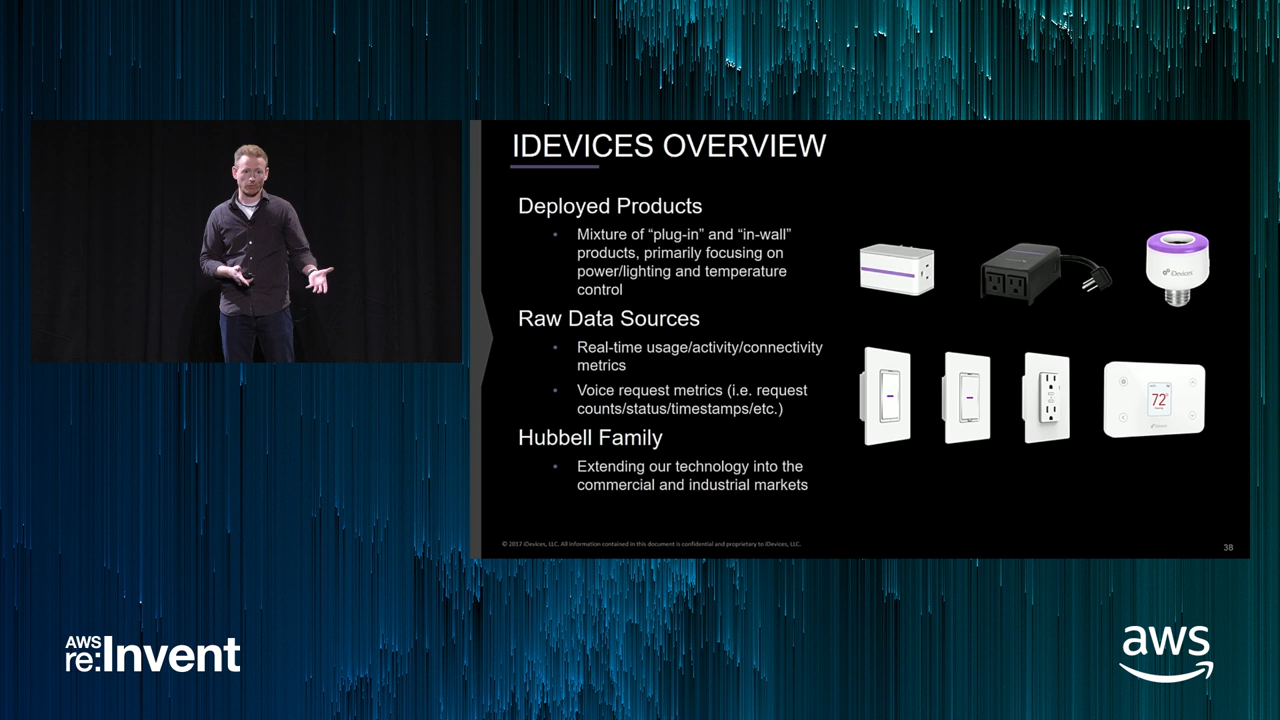 IDEVICES OVERVIEW
Deployed Products
• Mixture of “plug-in” and “in-wall”
products, primarily focusing on
power/lighting and temperature
control
Raw Data Sources
• Real-time usage/activity/connectivity
metrics
• Voice request metrics (i.e. request
counts/status/timestamps/etc.)
Hubbell Family
• Extending our technology into the
commercial and industrial markets
iDevices
72°
© 2017 iDevices, LLC. All information contained in this document is confidential and proprietary to iDevices, LLC.
38
AWS
re:Invent
aws